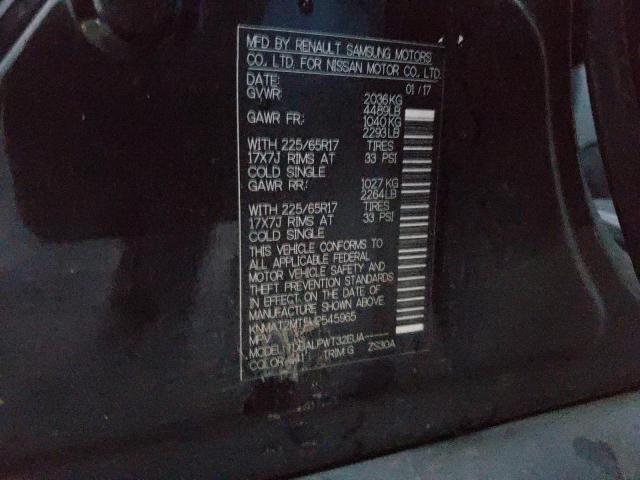 MFD BY RENAULT SAMSUNG MOTORS
CO., LTD. FOR NISSAN MOTOR CO., LTD.
DATE: 01/17
GVWR: 2036KG
4489LB
GAWR FR: 1040KG
2293LB
WITH 225/65R17 TIRES
17X7J RIMS AT 33 PSI
COLD SINGLE
GAWR RR: 1027KG
2264LB
WITH 225/65R17 TIRES
17X7J RIMS AT 33 PSI
COLD SINGLE
THIS VEHICLE CONFORMS TO
ALL APPLICABLE FEDERAL
MOTOR VEHICLE SAFETY AND
THEFT PREVENTION STANDARDS
IN EFFECT ON THE DATE OF
MANUFACTURE SHOWN ABOVE
MPV
MODEL:
COLOR: TRIM:G ZS30A